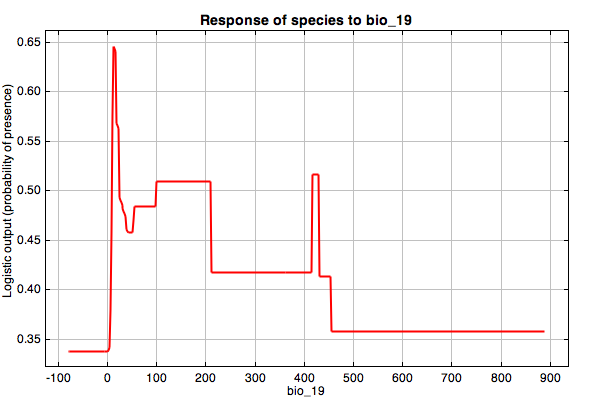 Response of species to bio_19
Logistic output (probability of presence)
0.65
0.60
0.55
0.50
0.45
0.40
0.35
-100 0 100 200 300 400 500 600 700 800 900
bio_19